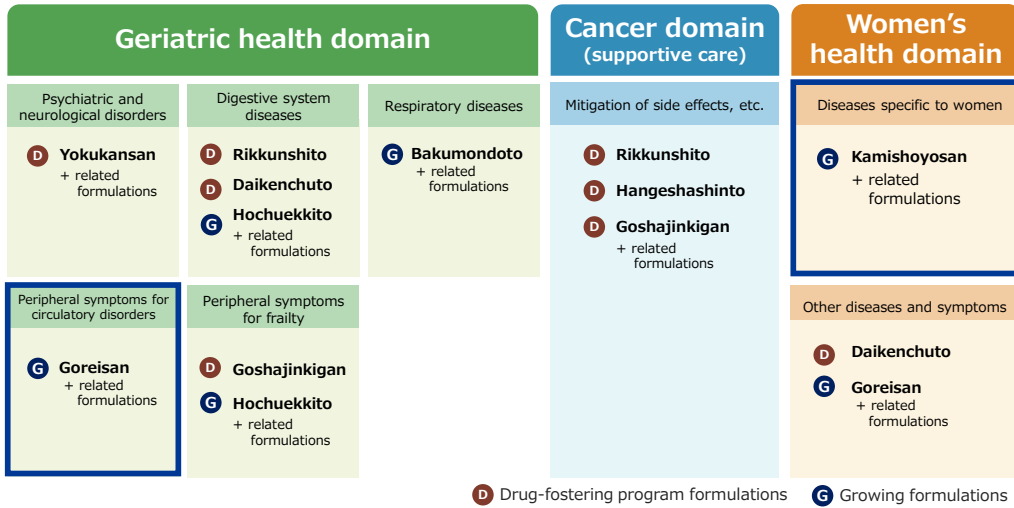 Geriatric health domain
Psychiatric and
neurological disorders
D Yokukansan
+ related
formulations
Digestive system
diseases
D Rikkunshito
D Daikenchuto
G Hochuekkito
+ related
formulations
Respiratory diseases
G Bakumondoto
+ related
formulations
Peripheral symptoms for
circulatory disorders
G Goreisan
+ related
formulations
Peripheral symptoms
for frailty
D Goshajinkigan
G Hochuekkito
+ related
formulations
Cancer domain
(supportive care)
Mitigation of side effects, etc.
D Rikkunshito
D Hangeshashinto
D Goshajinkigan
+ related
formulations
Women's
health domain
Diseases specific to women
G Kamishoyosan
+ related
formulations
Other diseases and symptoms
D Daikenchuto
G Goreisan
+ related
formulations
D Drug-fostering program formulations
G Growing formulations